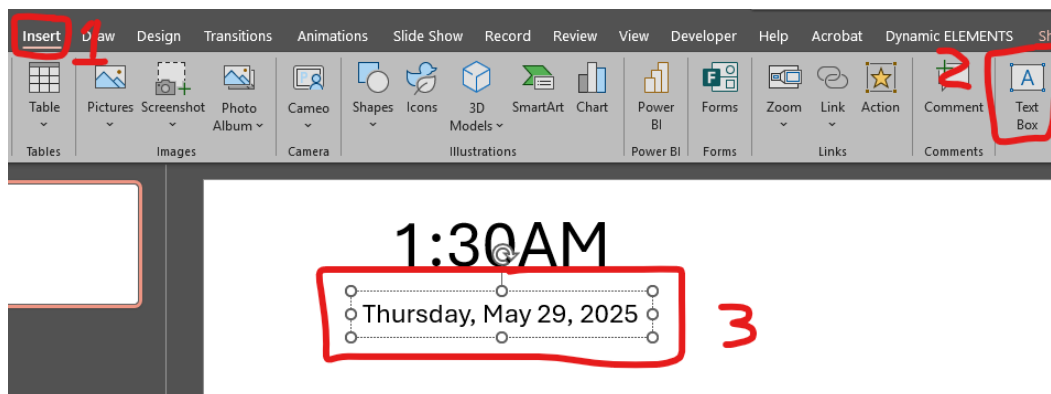 Insert Draw Design Transitions Animations Slide Show Record Review View Developer Help Acrobat Dynamic ELEMENTS
1
2
Table Pictures Screenshot Photo Album Cameo Shapes Icons 3D Models SmartArt Chart Power BI Forms Zoom Link Action Comment Text Box
Tables Images Camera Illustrations Power BI Forms Links Comments
1:30AM
Thursday, May 29, 2025
3